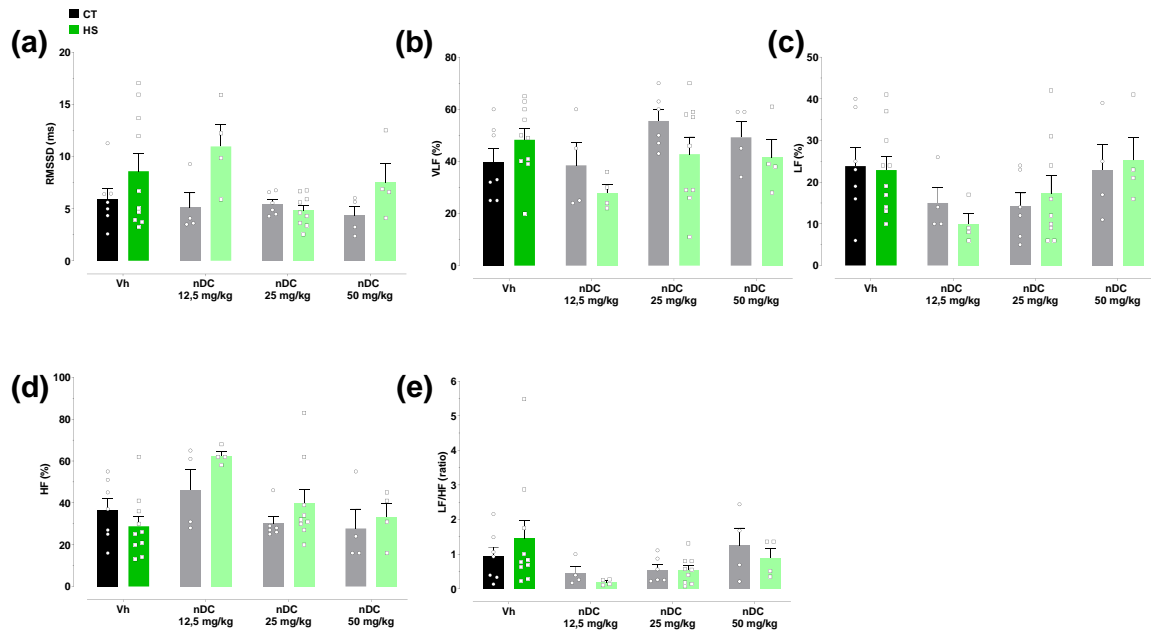 CT
HS
(a)
RMSSD (ms)
20
15
10
5
0
Vh
nDC
12,5 mg/kg
nDC
25 mg/kg
nDC
50 mg/kg
(b)
VLF (%)
80
60
40
20
0
Vh
nDC
12,5 mg/kg
nDC
25 mg/kg
nDC
50 mg/kg
(c)
LF (%)
50
40
30
20
10
0
Vh
nDC
12,5 mg/kg
nDC
25 mg/kg
nDC
50 mg/kg
(d)
HF (%)
100
80
60
40
20
0
Vh
nDC
12,5 mg/kg
nDC
25 mg/kg
nDC
50 mg/kg
(e)
LF/HF (ratio)
6
5
4
3
2
1
0
Vh
nDC
12,5 mg/kg
nDC
25 mg/kg
nDC
50 mg/kg